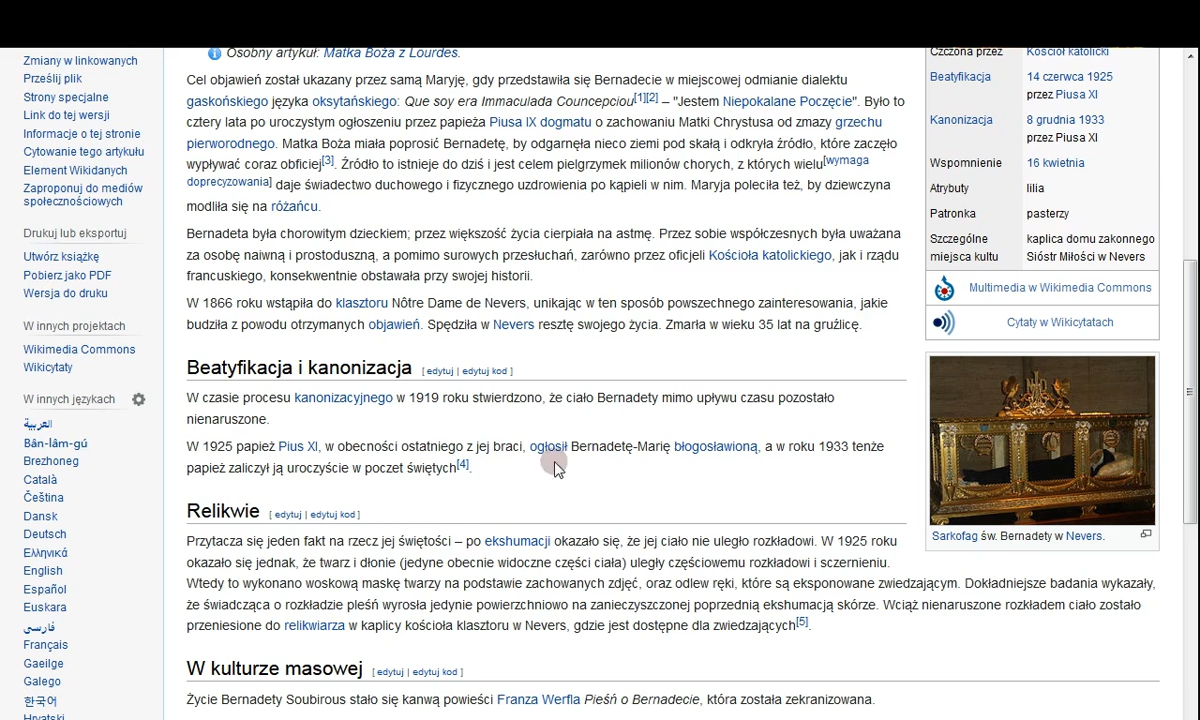 Zmiany w linkowanych
Prześlij plik
Strony specjalne
Link do tej wersji
Informacje o tej stronie
Cytowanie tego artykułu
Element Wikidanych
Zaproponuj do mediów
społecznościowych
Drukuj lub eksportuj
Utwórz książkę
Pobierz jako PDF
Wersja do druku
W innych projektach
Wikimedia Commons
Wikicytaty
W innych językach
العربية
Bân-lâm-gú
Brezhoneg
Català
Čeština
Dansk
Deutsch
Ελληνικά
English
Español
Euskara
فارسی
Français
Gaeilge
Galego
한국어
Hrvatski
Osobny artykuł: Matka Boża z Lourdes.
Cel objawień został ukazany przez samą Maryję, gdy przedstawiła się Bernadecie w miejscowej odmianie dialektu
gaskońskiego języka oksytańskiego: Que soy era Immaculada Councepciou[1][2] – "Jestem Niepokalane Poczęcie". Było to
cztery lata po uroczystym ogłoszeniu przez papieża Piusa IX dogmatu o zachowaniu Matki Chrystusa od zmazy grzechu
pierworodnego. Matka Boża miała poprosić Bernadetę, by odgarnęła nieco ziemi pod skałą i odkryła źródło, które zaczęło
wypływać coraz obficiej[3]. Źródło to istnieje do dziś i jest celem pielgrzymek milionów chorych, z których wielu[wymaga
doprecyzowania] daje świadectwo duchowego i fizycznego uzdrowienia po kąpieli w nim. Maryja poleciła też, by dziewczyna
modliła się na różańcu.
Bernadeta była chorowitym dzieckiem; przez większość życia cierpiała na astmę. Przez sobie współczesnych była uważana
za osobę naiwną i prostoduszną, a pomimo surowych przesłuchań, zarówno przez oficjeli Kościoła katolickiego, jak i rządu
francuskiego, konsekwentnie obstawała przy swojej historii.
W 1866 roku wstąpiła do klasztoru Nôtre Dame de Nevers, unikając w ten sposób powszechnego zainteresowania, jakie
budziła z powodu otrzymanych objawień. Spędziła w Nevers resztę swojego życia. Zmarła w wieku 35 lat na gruźlicę.
Beatyfikacja i kanonizacja [ edytuj | edytuj kod ]
W czasie procesu kanonizacyjnego w 1919 roku stwierdzono, że ciało Bernadety mimo upływu czasu pozostało
nienaruszone.
W 1925 papież Pius XI, w obecności ostatniego z jej braci, ogłosił Bernadetę-Marię błogosławioną, a w roku 1933 tenże
papież zaliczył ją uroczyście w poczet świętych[4].
Relikwie [ edytuj | edytuj kod ]
Przytacza się jeden fakt na rzecz jej świętości – po ekshumacji okazało się, że jej ciało nie uległo rozkładowi. W 1925 roku
okazało się jednak, że twarz i dłonie (jedyne obecnie widoczne części ciała) uległy częściowemu rozkładowi i sczernieniu.
Wtedy to wykonano woskową maskę twarzy na podstawie zachowanych zdjęć, oraz odlew ręki, które są eksponowane zwiedzającym. Dokładniejsze badania wykazały,
że świadcząca o rozkładzie pleśń wyrosła jedynie powierzchniowo na zanieczyszczonej poprzednią ekshumacją skórze. Wciąż nienaruszone rozkładem ciało zostało
przeniesione do relikwiarza w kaplicy kościoła klasztoru w Nevers, gdzie jest dostępne dla zwiedzających[5].
W kulturze masowej [ edytuj | edytuj kod ]
Życie Bernadety Soubirous stało się kanwą powieści Franza Werfla Pieśń o Bernadecie, która została zekranizowana.
Czczona przez Kościół katolicki
Beatyfikacja 14 czerwca 1925
przez Piusa XI
Kanonizacja 8 grudnia 1933
przez Piusa XI
Wspomnienie 16 kwietnia
Atrybuty lilia
Patronka pasterzy
Szczególne kaplica domu zakonnego
miejsca kultu Sióstr Miłości w Nevers
Multimedia w Wikimedia Commons
Cytaty w Wikicytatach
Sarkofag św. Bernadety w Nevers.